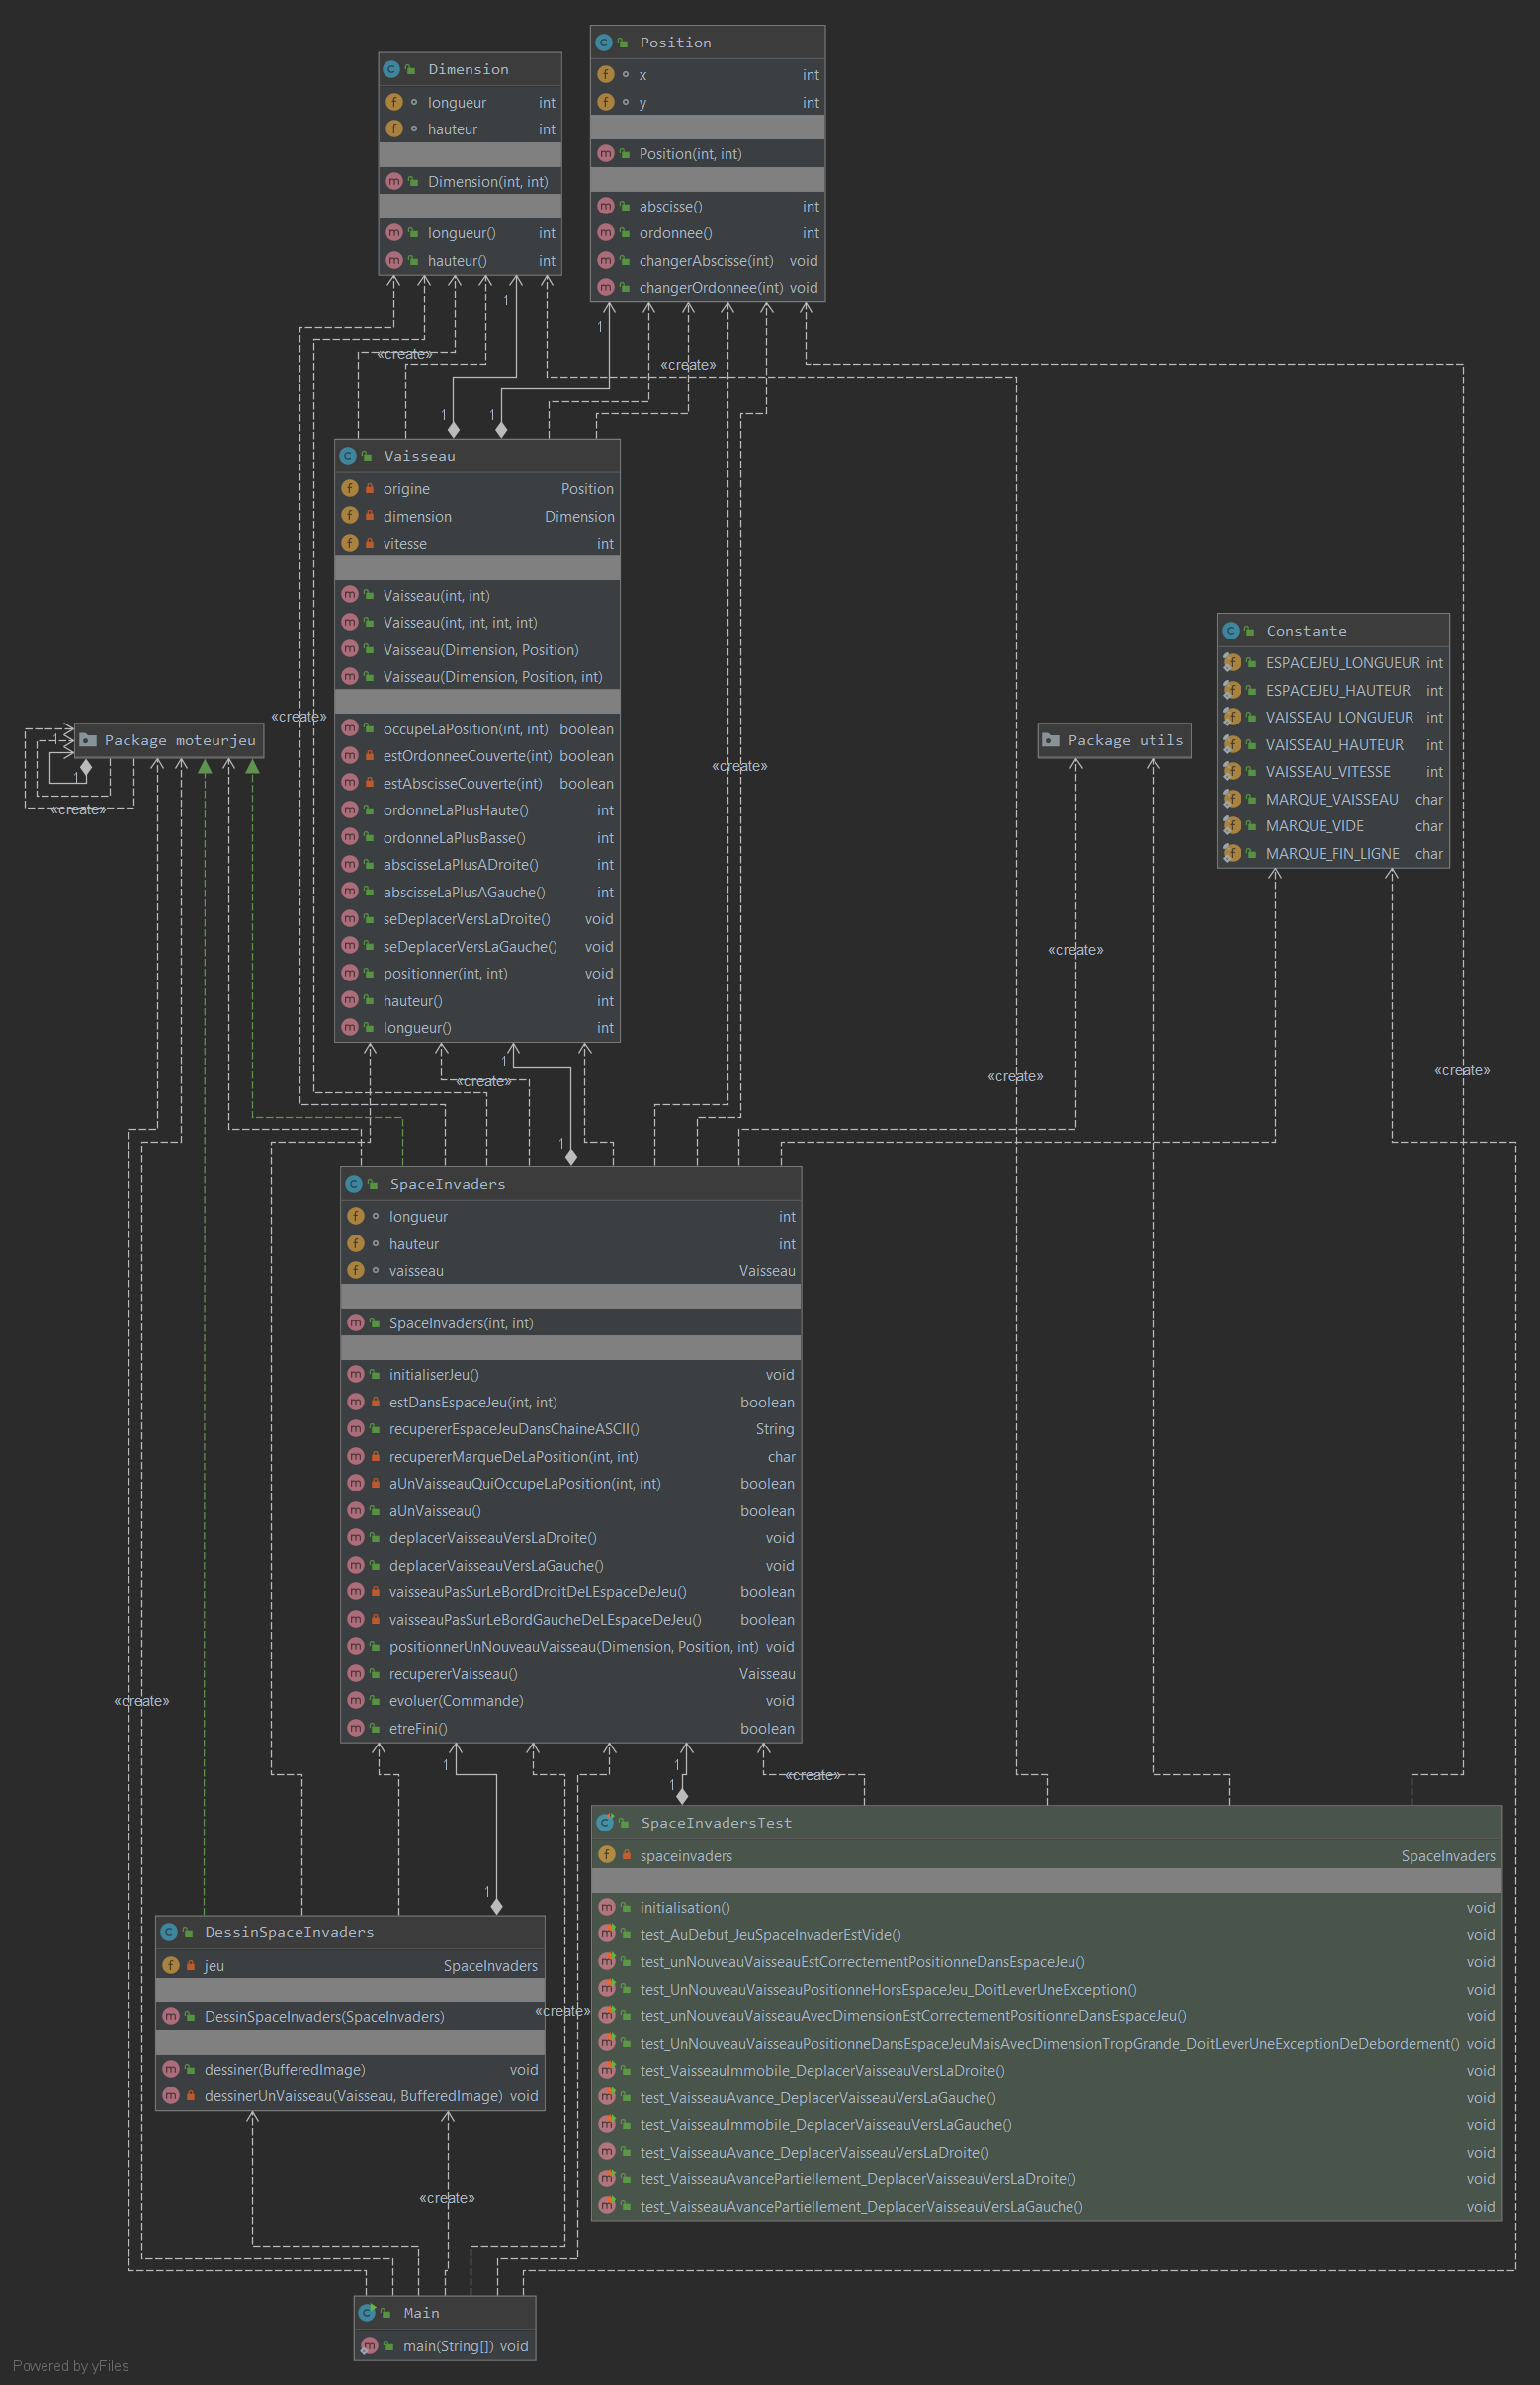 Position
x int
y int
Position(int, int)
abscisse() int
ordonnee() int
changerAbscisse(int) void
changerOrdonnee(int) void
Dimension
longueur int
hauteur int
Dimension(int, int)
longueur() int
hauteur() int
1
1
«create»
«create»
1
1
Vaisseau
origine Position
dimension Dimension
vitesse int
Vaisseau(int, int)
Vaisseau(int, int, int, int)
Vaisseau(Dimension, Position)
Vaisseau(Dimension, Position, int)
occupeLaPosition(int, int) boolean
estOrdonneeCouverte(int) boolean
estAbscisseCouverte(int) boolean
ordonneLaPlusHaute() int
ordonneLaPlusBasse() int
abscisseLaPlusADroite() int
abscisseLaPlusAGauche() int
seDeplacerVersLaDroite() void
seDeplacerVersLaGauche() void
positionner(int, int) void
hauteur() int
longueur() int
Constante
ESPACEJEU_LONGUEUR int
ESPACEJEU_HAUTEUR int
VAISSEAU_LONGUEUR int
VAISSEAU_HAUTEUR int
VAISSEAU_VITESSE int
MARQUE_VAISSEAU char
MARQUE_VIDE char
MARQUE_FIN_LIGNE char
«create»
Package moteurjeu
1
1
«create»
Package utils
«create»
«create»
«create»
«create»
1
«create»
1
SpaceInvaders
longueur int
hauteur int
vaisseau Vaisseau
SpaceInvaders(int, int)
initialiserJeu() void
estDansEspaceJeu(int, int) boolean
recupererEspaceJeuDansChaineASCII() String
recupererMarqueDeLaPosition(int, int) char
aUnVaisseauQuiOccupeLaPosition(int, int) boolean
aUnVaisseau() boolean
deplacerVaisseauVersLaDroite() void
deplacerVaisseauVersLaGauche() void
vaisseauPasSurLeBordDroitDeLEspaceDeJeu() boolean
vaisseauPasSurLeBordGaucheDeLEspaceDeJeu() boolean
positionnerUnNouveauVaisseau(Dimension, Position, int) void
recupererVaisseau() Vaisseau
evoluer(Commande) void
etreFini() boolean
«create»
1
1
1
«create»
SpaceInvadersTest
spaceinvaders SpaceInvaders
initialisation() void
test_AuDebut_JeuSpaceInvaderEstVide() void
test_unNouveauVaisseauEstCorrectementPositionneDansEspaceJeu() void
test_UnNouveauVaisseauPositionneHorsEspaceJeu_DoitLeverUneException() void
test_unNouveauVaisseauAvecDimensionEstCorrectementPositionneDansEspaceJeu() void
test_UnNouveauVaisseauPositionneDansEspaceJeuMaisAvecDimensionTropGrande_DoitLeverUneExceptionDeDebordement() void
test_VaisseauImmobile_DeplacerVaisseauVersLaDroite() void
test_VaisseauAvance_DeplacerVaisseauVersLaGauche() void
test_VaisseauImmobile_DeplacerVaisseauVersLaGauche() void
test_VaisseauAvance_DeplacerVaisseauVersLaDroite() void
test_VaisseauAvancePartiellement_DeplacerVaisseauVersLaDroite() void
test_VaisseauAvancePartiellement_DeplacerVaisseauVersLaGauche() void
1
DessinSpaceInvaders
jeu SpaceInvaders
DessinSpaceInvaders(SpaceInvaders)
dessiner(BufferedImage) void
dessinerUnVaisseau(Vaisseau, BufferedImage) void
«create»
«create»
Main
main(String[]) void
Powered by yFiles